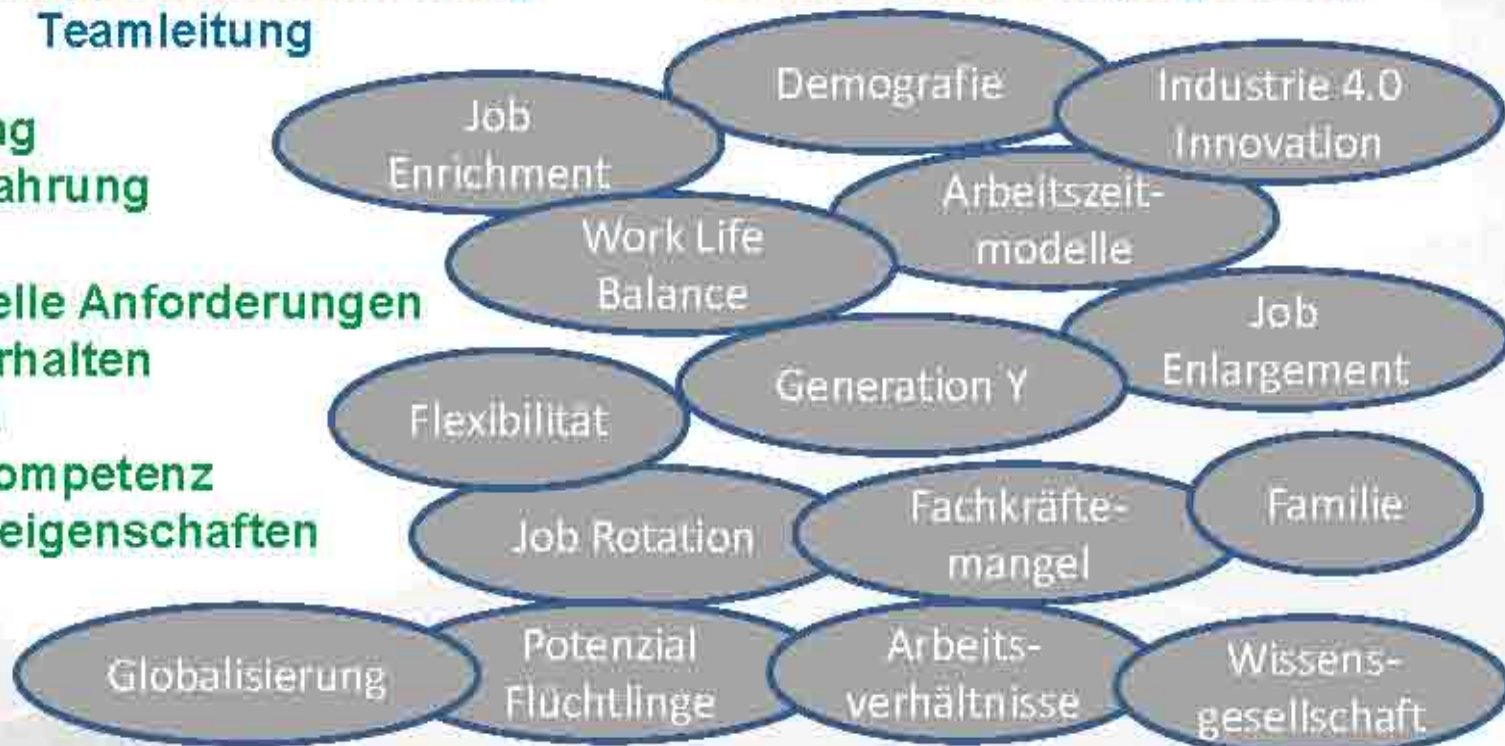 Teamleitung
ng
ahrung
elle Anforderungen
rhalten
ompetenz
eigenschaften
Demografie
Industrie 4.0
Innovation
Job
Enrichment
Arbeitszeit-
modelle
Work Life
Balance
Job
Enlargement
Generation Y
Flexibilität
Familie
Fachkräfte-
mangel
Job Rotation
Globalisierung
Potenzial
Flüchtlinge
Arbeits-
verhältnisse
Wissens-
gesellschaft